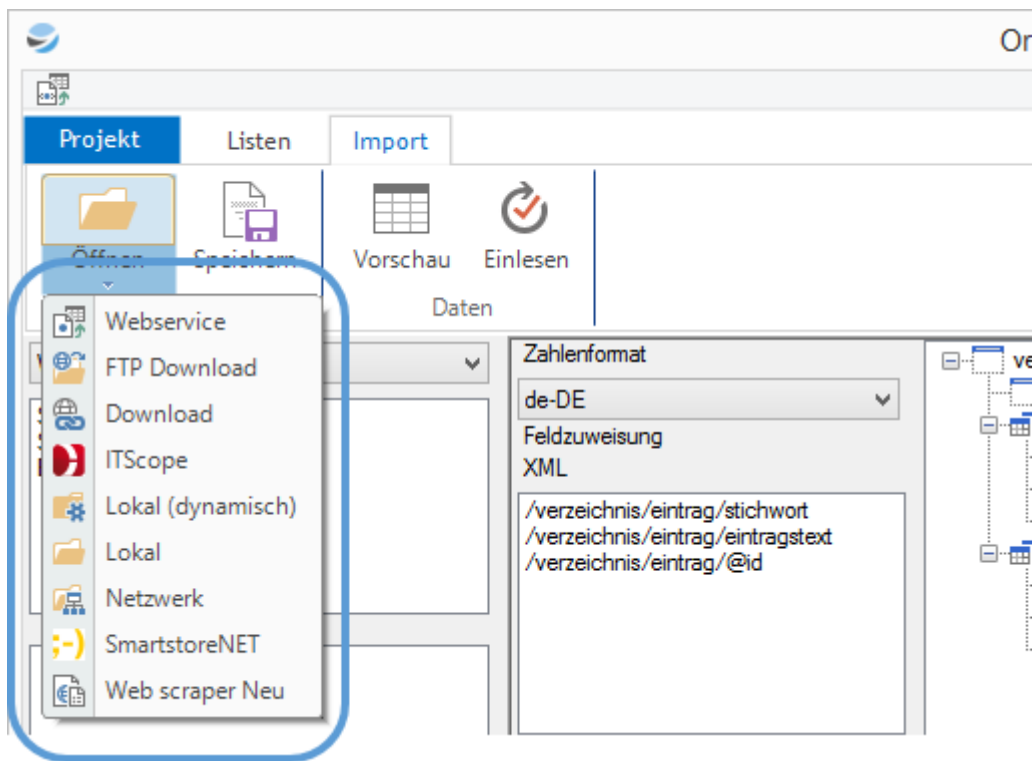 Or
Projekt Listen Import
Öffnen Speichern Vorschau Einlesen
Daten
Webservice
FTP Download
Download
ITScope
Lokal (dynamisch)
Lokal
Netzwerk
SmartstoreNET
Web scraper Neu
Zahlenformat
de-DE
Feldzuweisung
XML
/verzeichnis/eintrag/stichwort
/verzeichnis/eintrag/eintragstext
/verzeichnis/eintrag/@id
ve